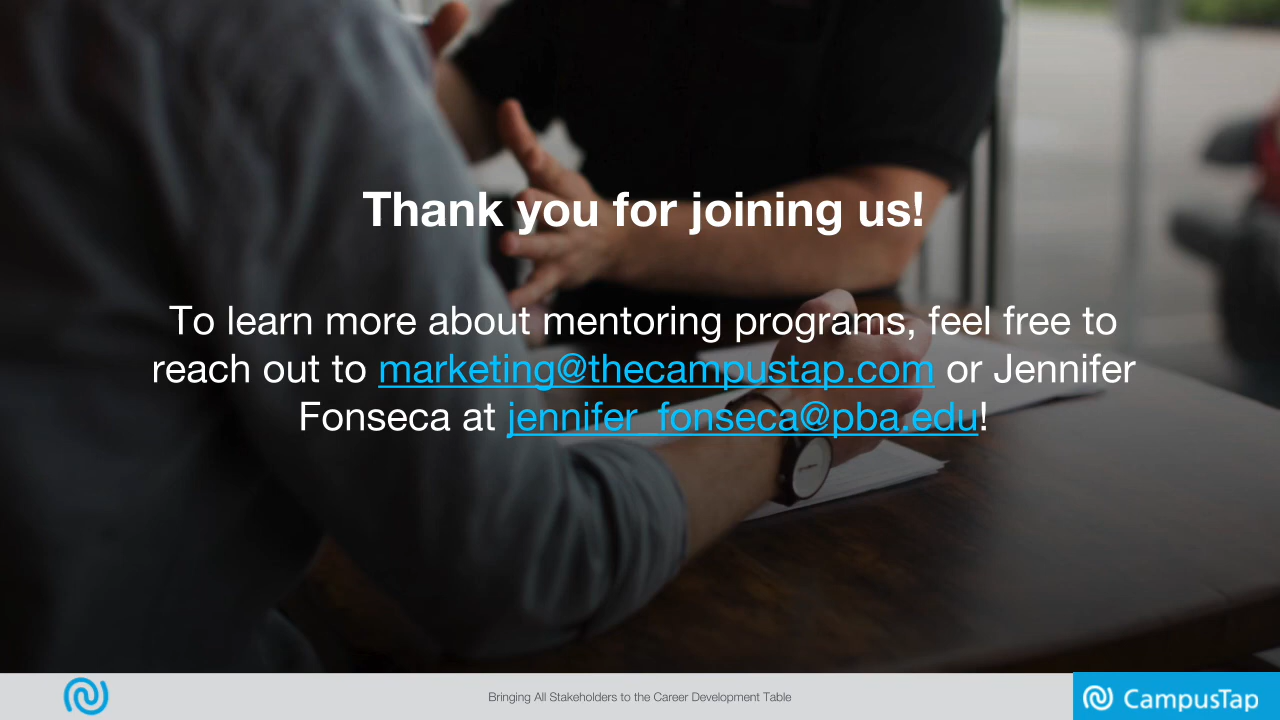 Thank you for joining us!
To learn more about mentoring programs, feel free to
reach out to marketing@thecampustap.com or Jennifer
Fonseca at jennifer_fonseca@pba.edu!
Bringing All Stakeholders to the Career Development Table
CampusTap